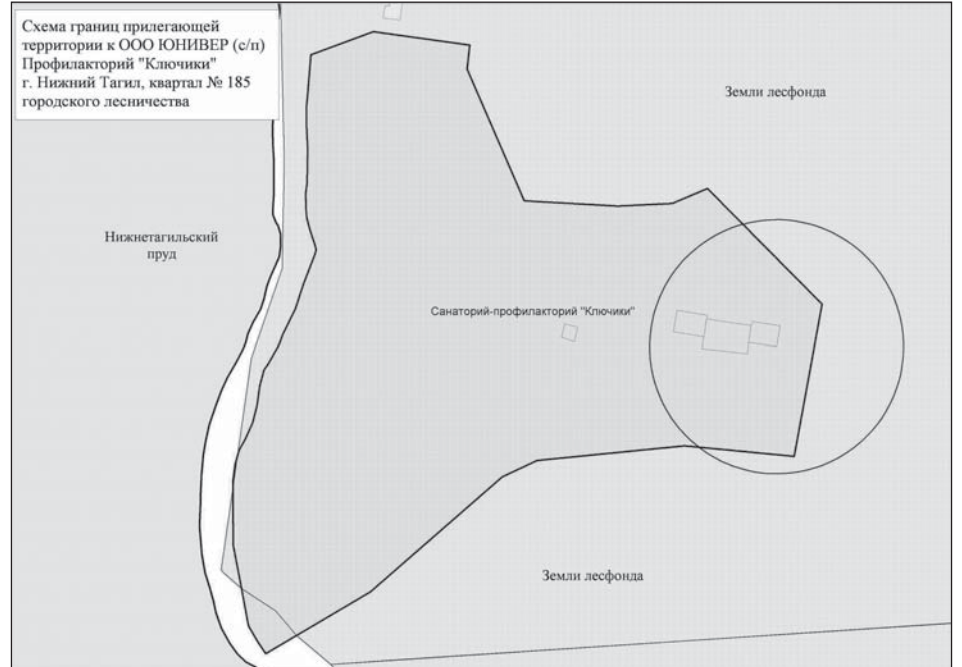 Схема границ прилегающей
территории к ООО ЮНИВЕР (с/п)
Профилакторий "Ключики"
г. Нижний Тагил, квартал № 185
городского лесничества
Земли лесфонда
Нижнетагильский
пруд
Санаторий-профилакторий "Ключики"
Земли лесфонда